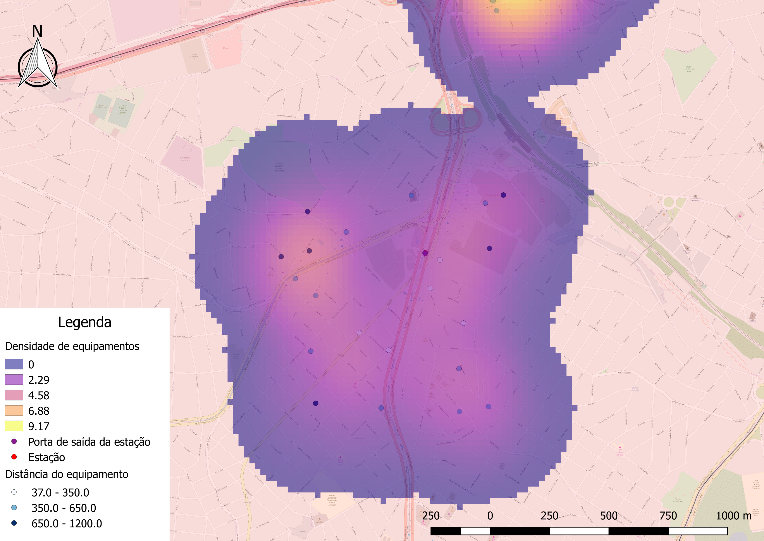 N
Legenda
Densidade de equipamentos
0
2.29
4.58
6.88
9.17
Porta de saída da estação
Estação
Distância do equipamento
37.0 - 350.0
350.0 - 650.0
650.0 - 1200.0
250 0 250 500 750 1000 m